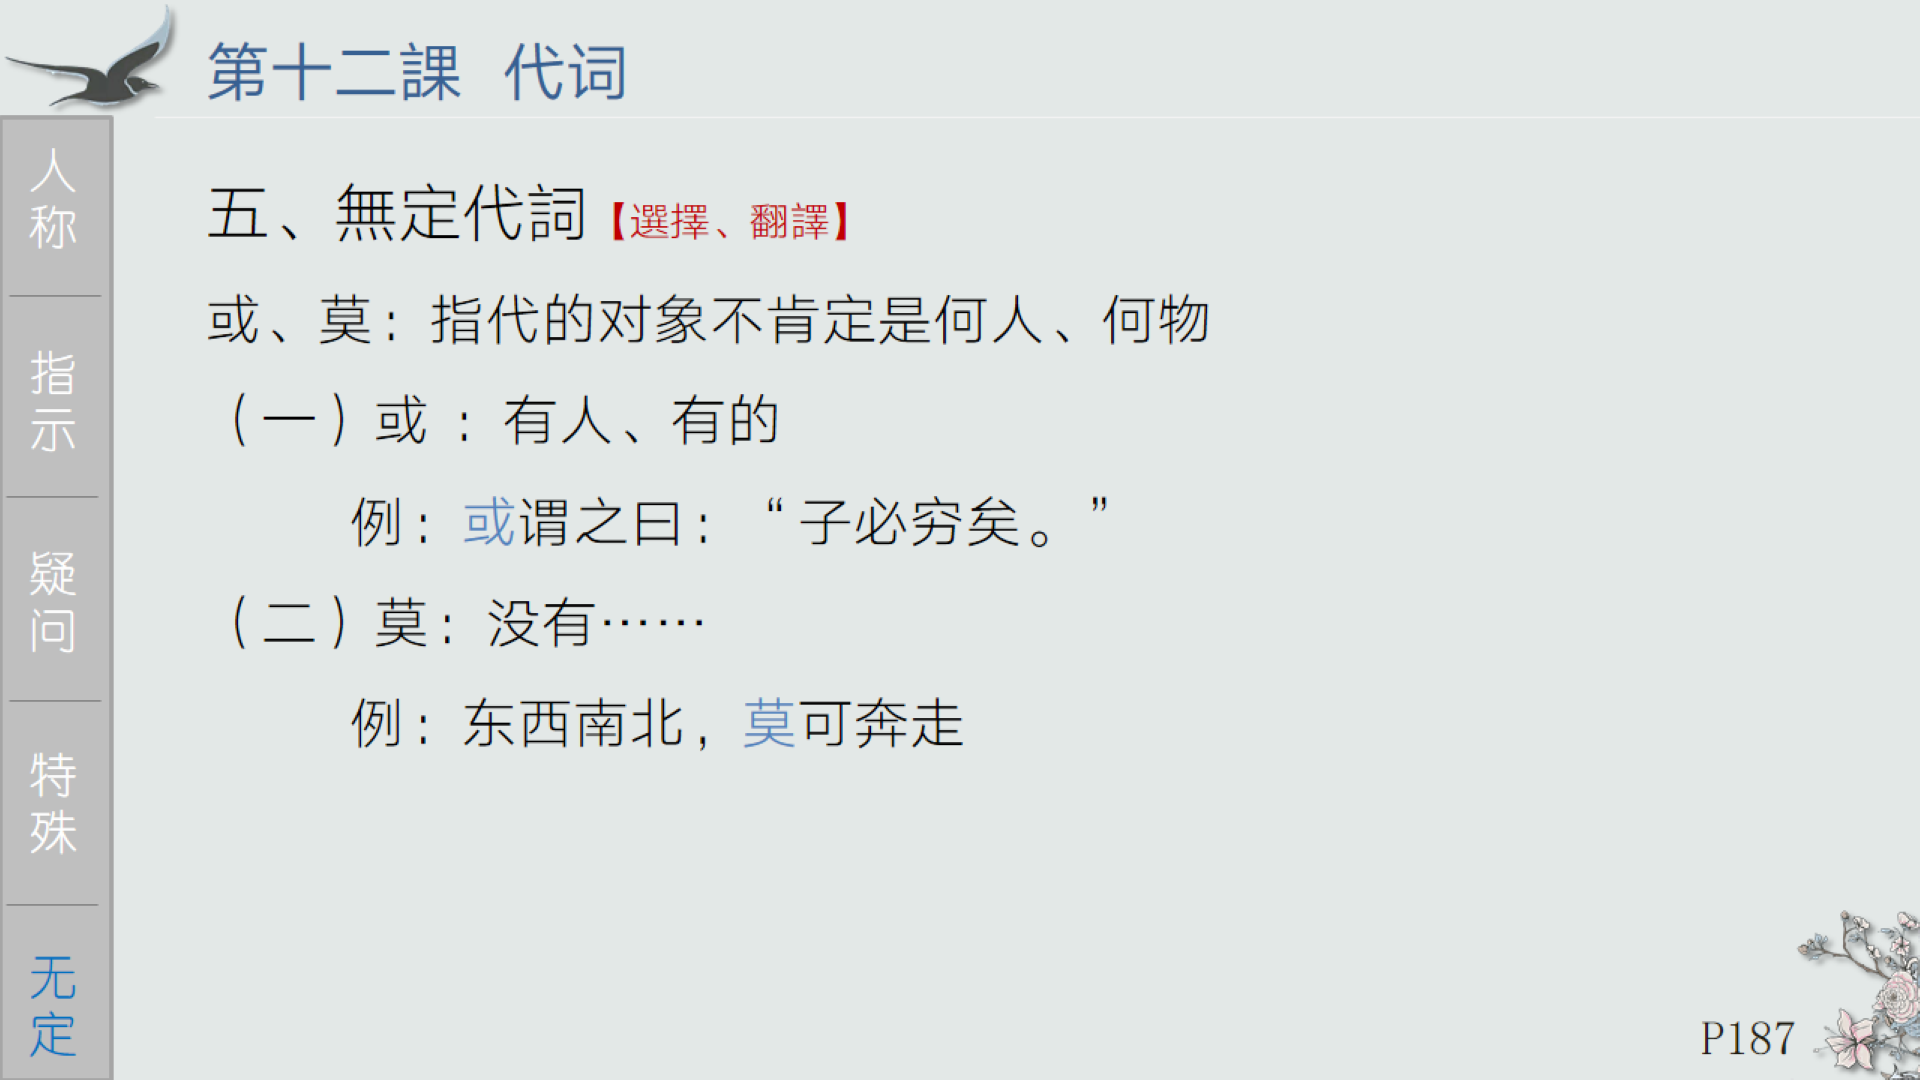 第十二課 代词
人称
指示
疑问
特殊
无定
五、無定代詞【選擇、翻譯】
或、莫：指代的对象不肯定是何人、何物
（一）或 ：有人、有的
例：或谓之曰：“子必穷矣。”
（二）莫：没有……
例：东西南北，莫可奔走
P187